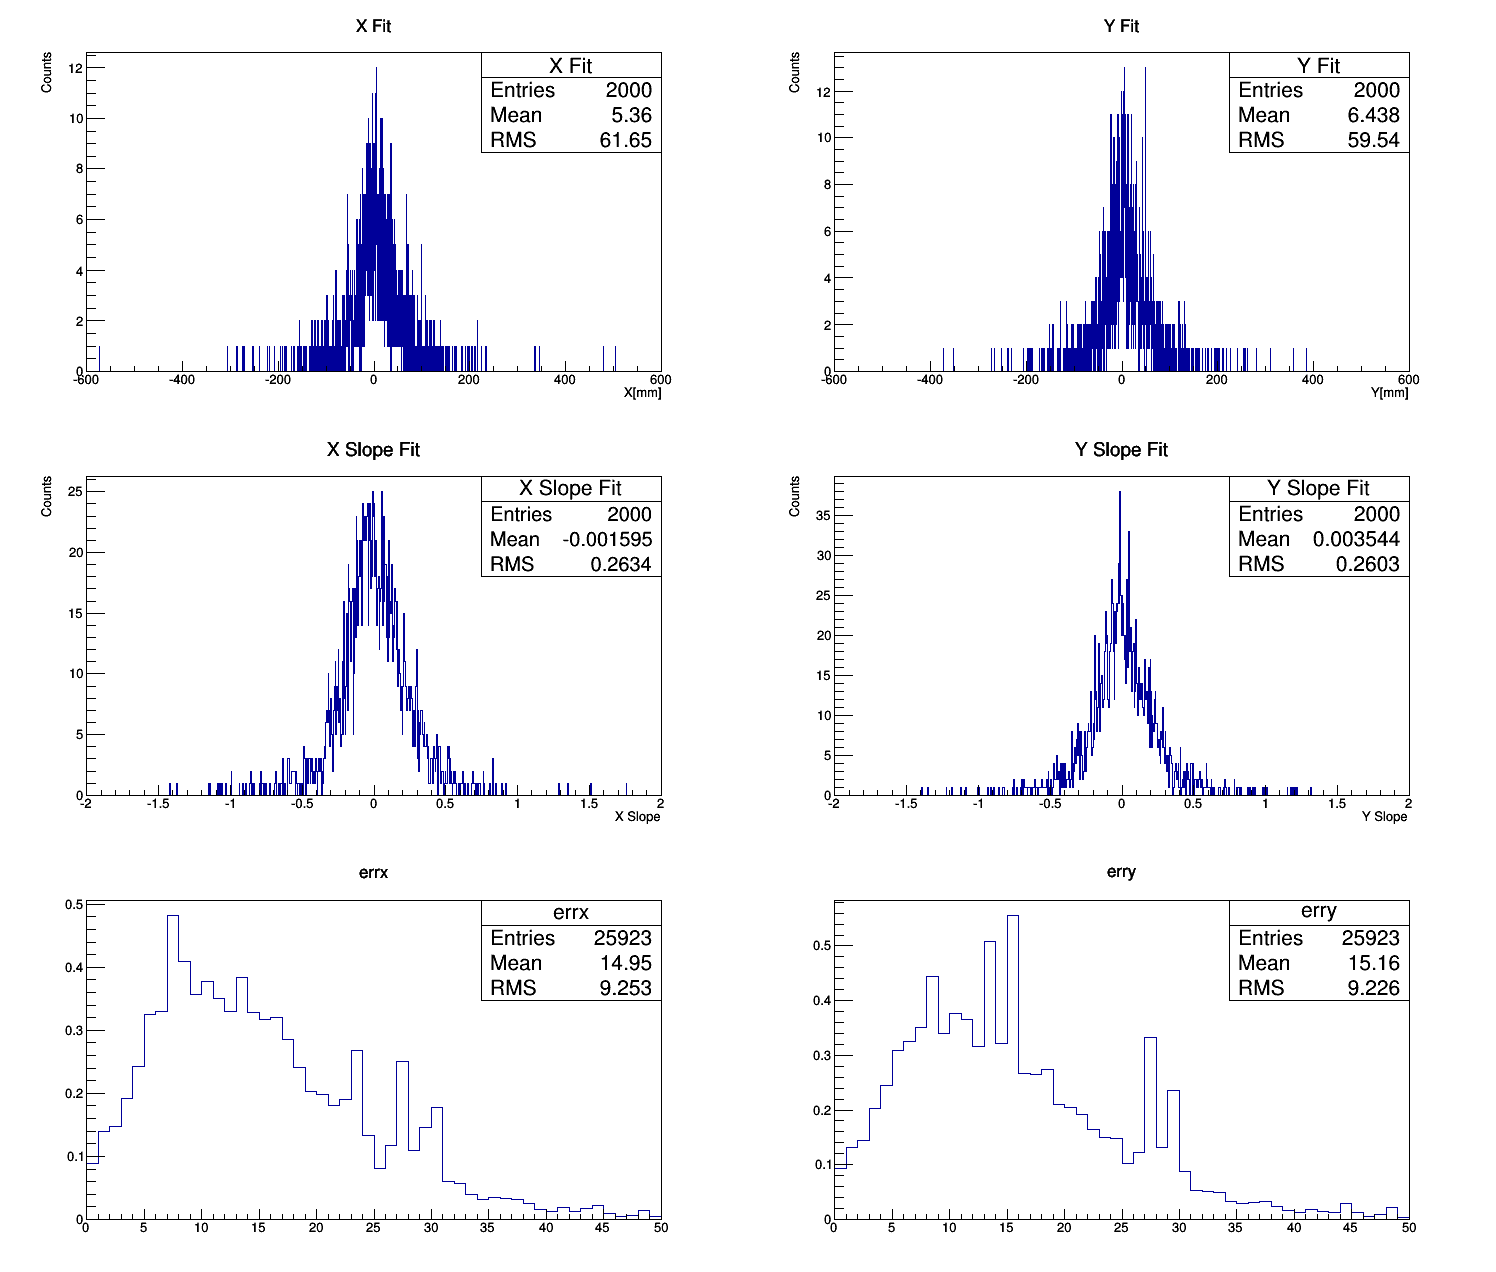 X Fit
Counts
X Fit
Entries 2000
Mean 5.36
RMS 61.65
12
10
8
6
4
2
0
-600 -400 -200 0 200 400 600
X[mm]
Y Fit
Counts
Y Fit
Entries 2000
Mean 6.438
RMS 59.54
12
10
8
6
4
2
0
-600 -400 -200 0 200 400 600
Y[mm]
X Slope Fit
Counts
X Slope Fit
Entries 2000
Mean -0.001595
RMS 0.2634
25
20
15
10
5
0
-2 -1.5 -1 -0.5 0 0.5 1 1.5 2
X Slope
Y Slope Fit
Counts
Y Slope Fit
Entries 2000
Mean 0.003544
RMS 0.2603
35
30
25
20
15
10
5
0
-2 -1.5 -1 -0.5 0 0.5 1 1.5 2
Y Slope
errx
errx
Entries 25923
Mean 14.95
RMS 9.253
0.5
0.4
0.3
0.2
0.1
0
0 5 10 15 20 25 30 35 40 45 50
erry
erry
Entries 25923
Mean 15.16
RMS 9.226
0.5
0.4
0.3
0.2
0.1
0
0 5 10 15 20 25 30 35 40 45 50